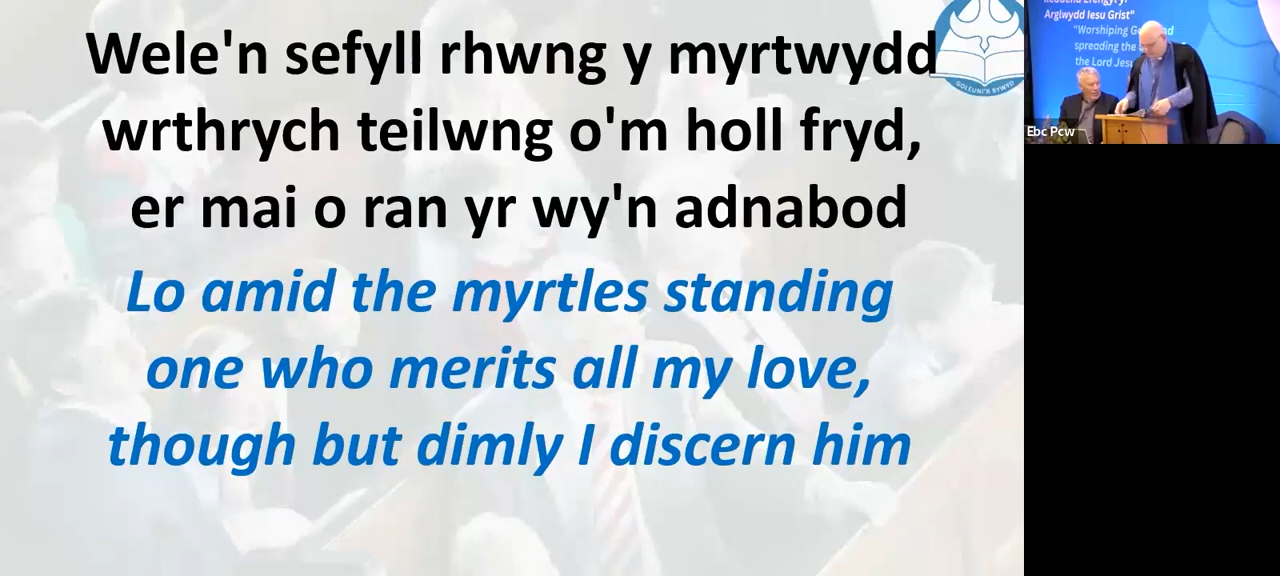 Wele'n sefyll rhwng y myrtwydd
wrthrych teilwng o'm holl fryd,
er mai o ran yr wy'n adnabod
Lo amid the myrtles standing
one who merits all my love,
though but dimly I discern him
GOLEUNI'R BYWYD
Arglwydd Iesu Grist"
"Worshiping
spreading the
the Lord
Ebc Pcw